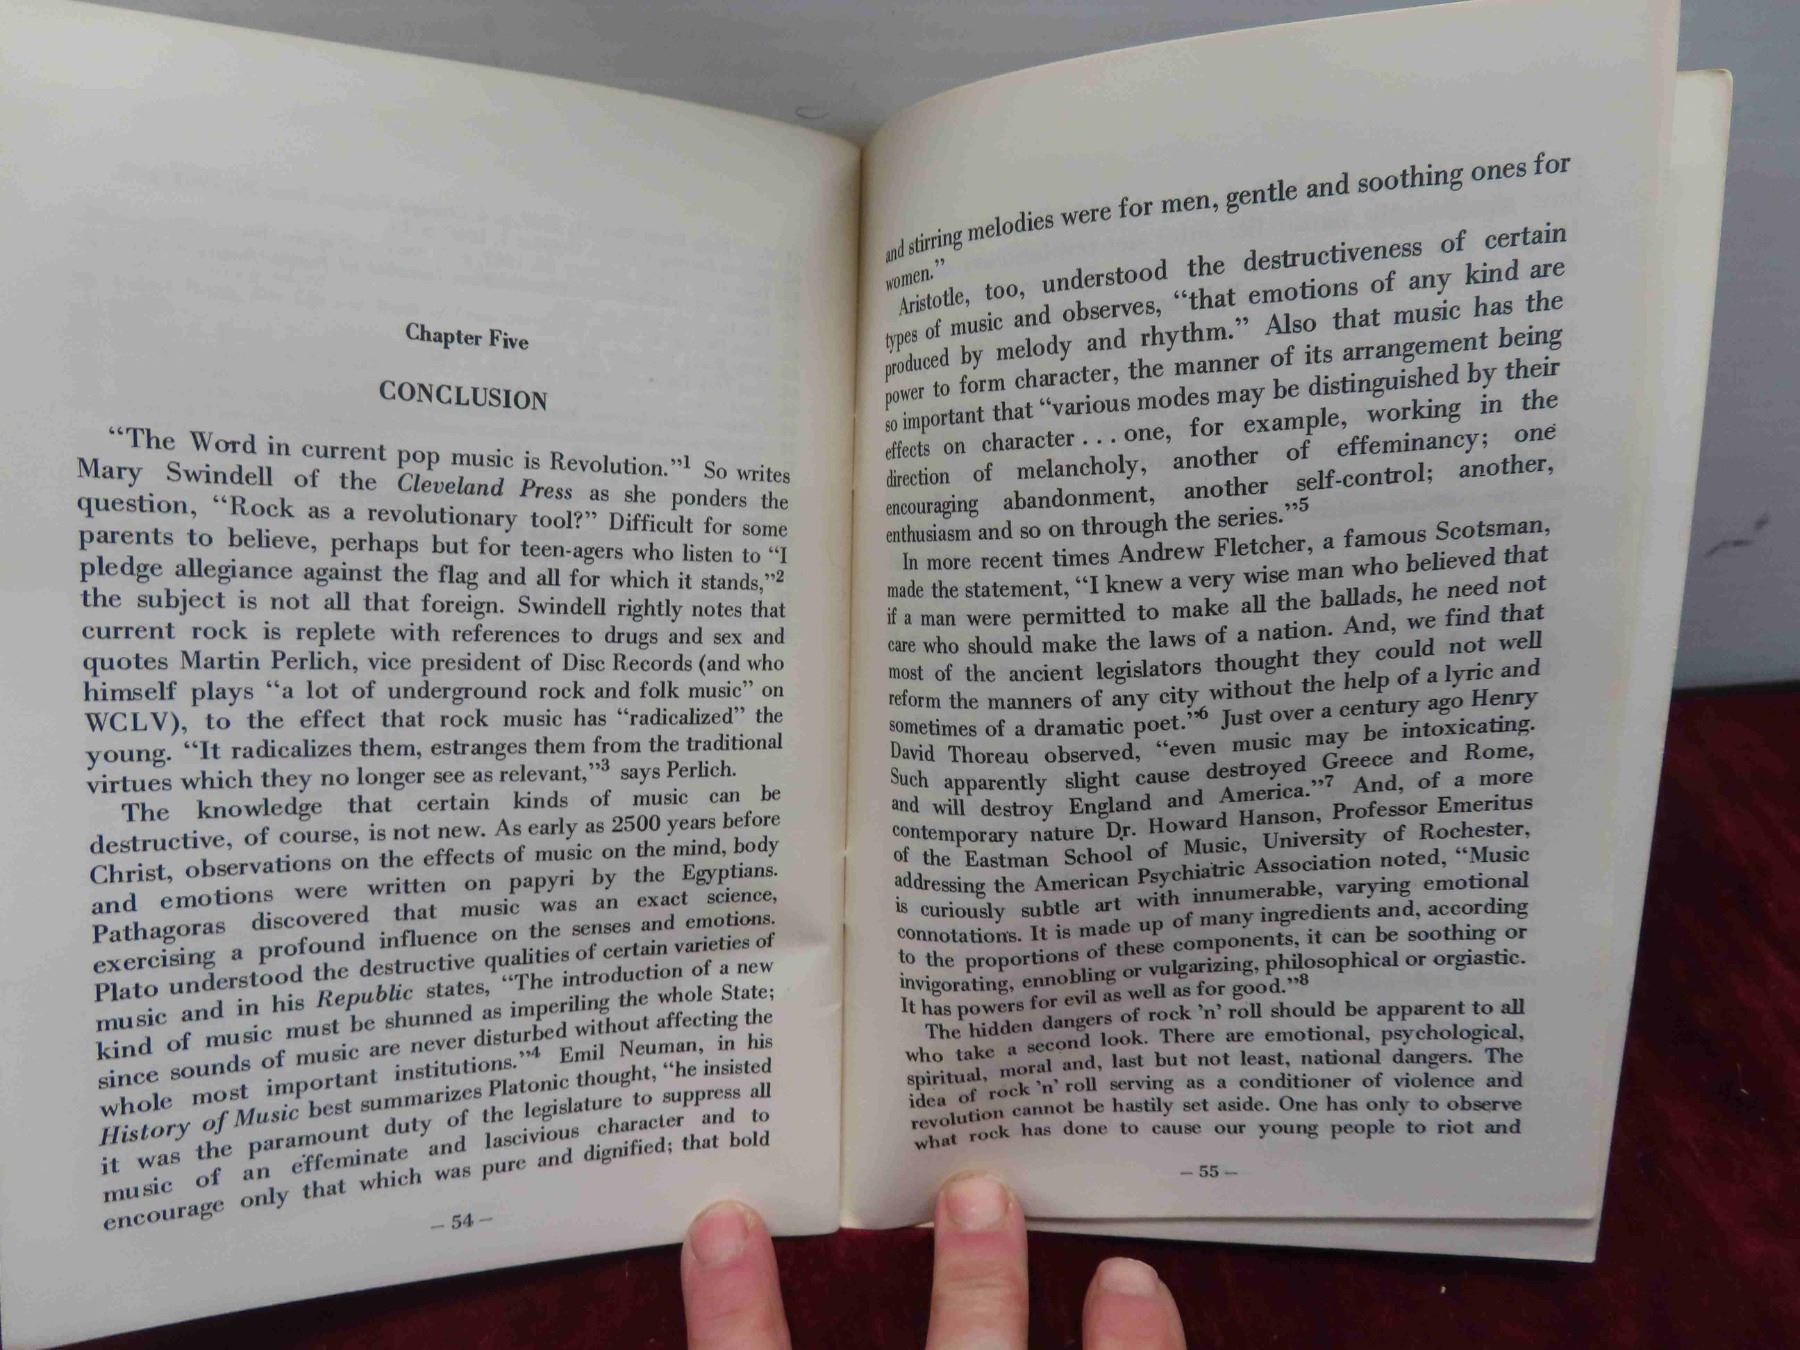 Chapter Five
CONCLUSION
“The Word in current pop music is Revolution.”1 So writes
Mary Swindell of the Cleveland Press as she ponders the
question, “Rock as a revolutionary tool?” Difficult for some
parents to believe, perhaps but for teen-agers who listen to “I
pledge allegiance against the flag and all for which it stands,”2
the subject is not all that foreign. Swindell rightly notes that
current rock is replete with references to drugs and sex and
quotes Martin Perlich, vice president of Disc Records (and who
himself plays “a lot of underground rock and folk music” on
WCLV), to the effect that rock music has “radicalized” the
young. “It radicalizes them, estranges them from the traditional
virtues which they no longer see as relevant,”3 says Perlich.
The knowledge that certain kinds of music can be
destructive, of course, is not new. As early as 2500 years before
Christ, observations on the effects of music on the mind, body
and emotions were written on papyri by the Egyptians.
Pathagoras discovered that music was an exact science,
exercising a profound influence on the senses and emotions.
Plato understood the destructive qualities of certain varieties of
music and in his Republic states, “The introduction of a new
kind of music must be shunned as imperiling the whole State;
since sounds of music are never disturbed without affecting the
whole most important institutions.”4 Emil Neuman, in his
History of Music best summarizes Platonic thought, “he insisted
it was the paramount duty of the legislature to suppress all
music of an effeminate and lascivious character and to
encourage only that which was pure and dignified; that bold
– 54 –
and stirring melodies were for men, gentle and soothing ones for
women.”
Aristotle, too, understood the destructiveness of certain
types of music and observes, “that emotions of any kind are
produced by melody and rhythm.” Also that music has the
power to form character, the manner of its arrangement being
so important that “various modes may be distinguished by their
effects on character . . . one, for example, working in the
direction of melancholy, another of effeminancy; one
encouraging abandonment, another self-control; another,
enthusiasm and so on through the series.”5
In more recent times Andrew Fletcher, a famous Scotsman,
made the statement, “I knew a very wise man who believed that
if a man were permitted to make all the ballads, he need not
care who should make the laws of a nation. And, we find that
most of the ancient legislators thought they could not well
reform the manners of any city without the help of a lyric and
sometimes of a dramatic poet.”6 Just over a century ago Henry
David Thoreau observed, “even music may be intoxicating.
Such apparently slight cause destroyed Greece and Rome,
and will destroy England and America.”7 And, of a more
contemporary nature Dr. Howard Hanson, Professor Emeritus
of the Eastman School of Music, University of Rochester,
addressing the American Psychiatric Association noted, “Music
is curiously subtle art with innumerable, varying emotional
connotations. It is made up of many ingredients and, according
to the proportions of these components, it can be soothing or
invigorating, ennobling or vulgarizing, philosophical or orgiastic.
It has powers for evil as well as for good.”8
The hidden dangers of rock ’n’ roll should be apparent to all
who take a second look. There are emotional, psychological,
spiritual, moral and, last but not least, national dangers. The
idea of rock ’n’ roll serving as a conditioner of violence and
revolution cannot be hastily set aside. One has only to observe
what rock has done to cause our young people to riot and
– 55 –